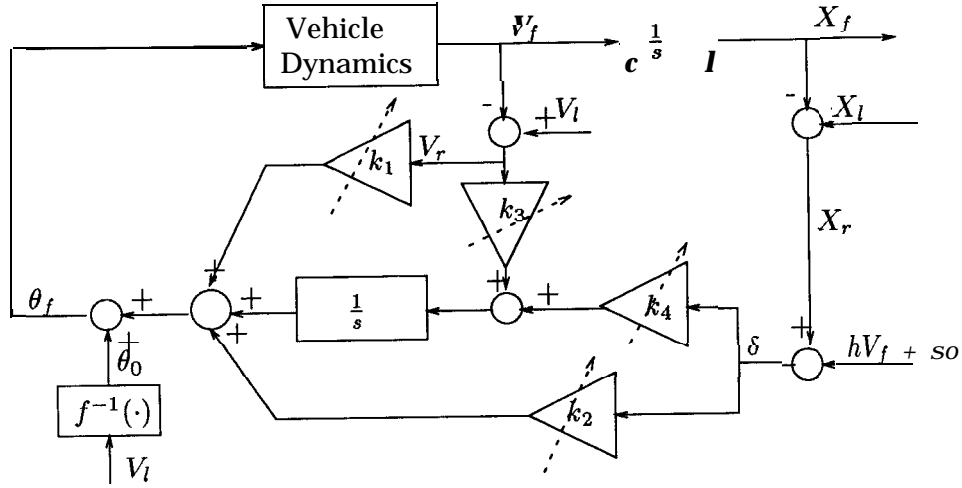 Vehicle
Dynamics
V_f
c 1/s l
X_f
-
+ V_l
-
X_l
k_1
V_r
k_3
X_r
+
+
θ_f
+
+
+
1/s
+
k_4
+
+
θ_0
+
δ
-
hV_f + so
f^{-1}(·)
k_2
V_l